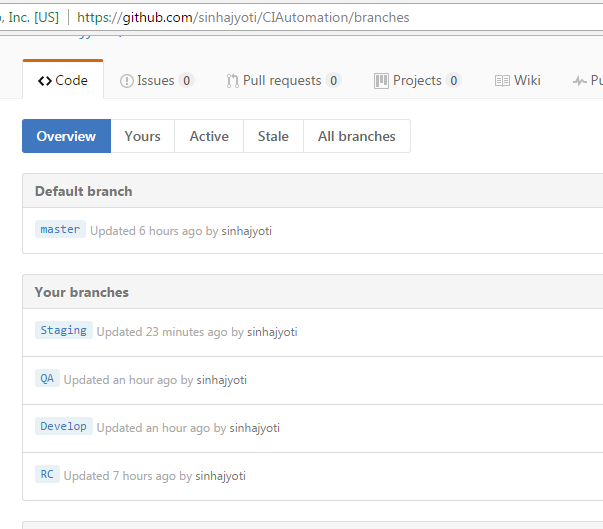 , Inc. [US] https://github.com/sinhajyoti/CIAutomation/branches
Code Issues 0 Pull requests 0 Projects 0 Wiki Pu
Overview Yours Active Stale All branches
Default branch
master Updated 6 hours ago by sinhajyoti
Your branches
Staging Updated 23 minutes ago by sinhajyoti
QA Updated an hour ago by sinhajyoti
Develop Updated an hour ago by sinhajyoti
RC Updated 7 hours ago by sinhajyoti